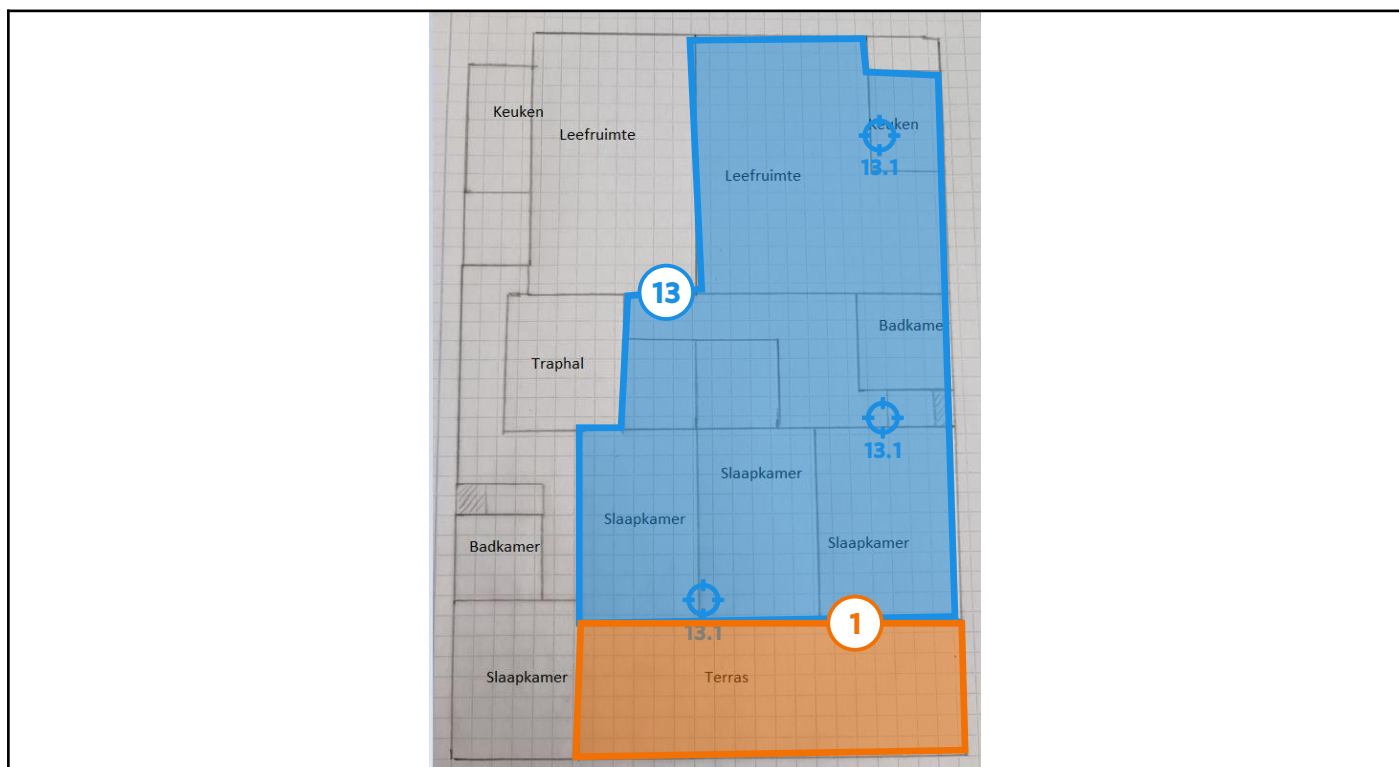 Keuken
Leefruimte
Keuken
13.1
Leefruimte
13
Badkame
Traphal
13.1
Slaapkamer
Slaapkamer
Slaapkamer
Badkamer
13.1
1
Slaapkamer
Terras